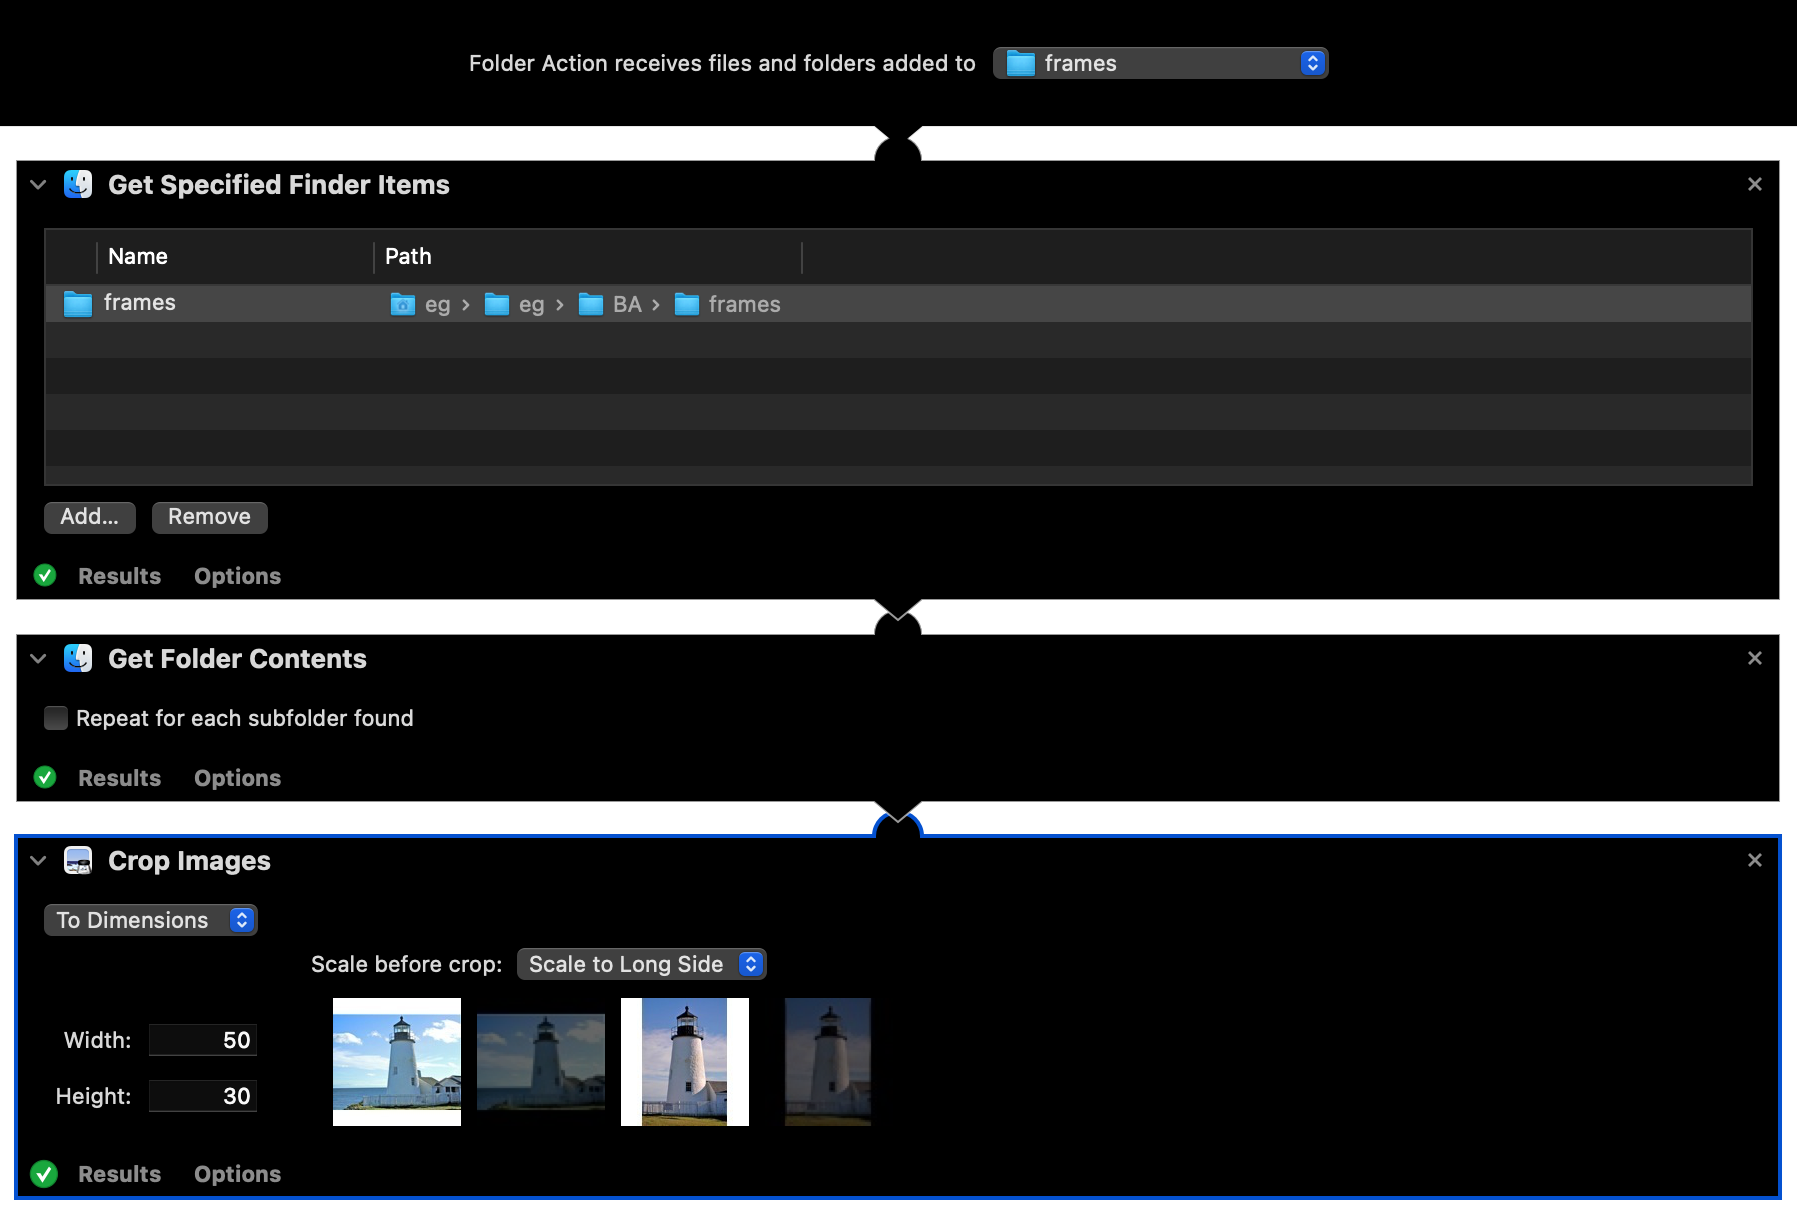 Folder Action receives files and folders added to frames
Get Specified Finder Items
Name Path
frames eg › eg › BA › frames
Add... Remove
Results Options
Get Folder Contents
Repeat for each subfolder found
Results Options
Crop Images
To Dimensions
Scale before crop: Scale to Long Side
Width: 50
Height: 30
Results Options